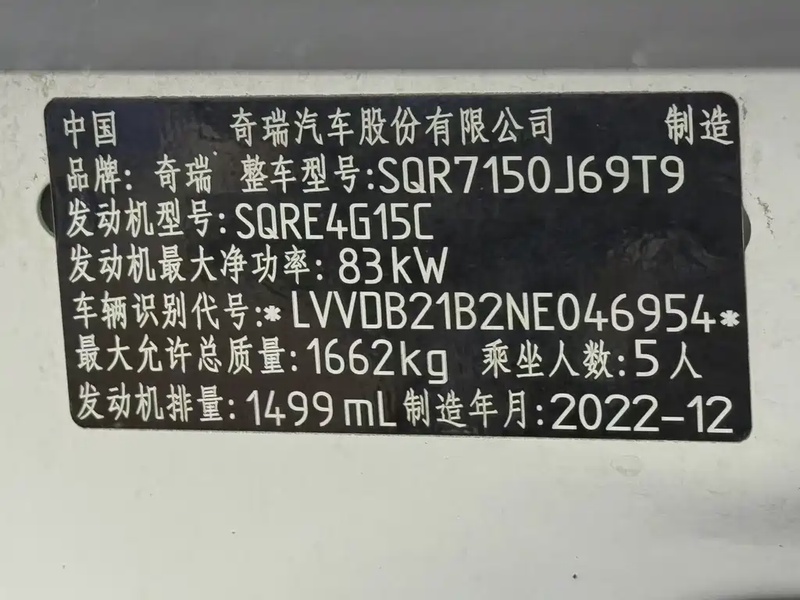 中国 奇瑞汽车股份有限公司 制造
品牌: 奇瑞 整车型号:SQR7150J69T9
发动机型号:SQRE4G15C
发动机最大净功率: 83kW
车辆识别代号:*LVVDB21B2NE046954*
最大允许总质量:1662kg 乘坐人数:5人
发动机排量:1499mL 制造年月:2022-12